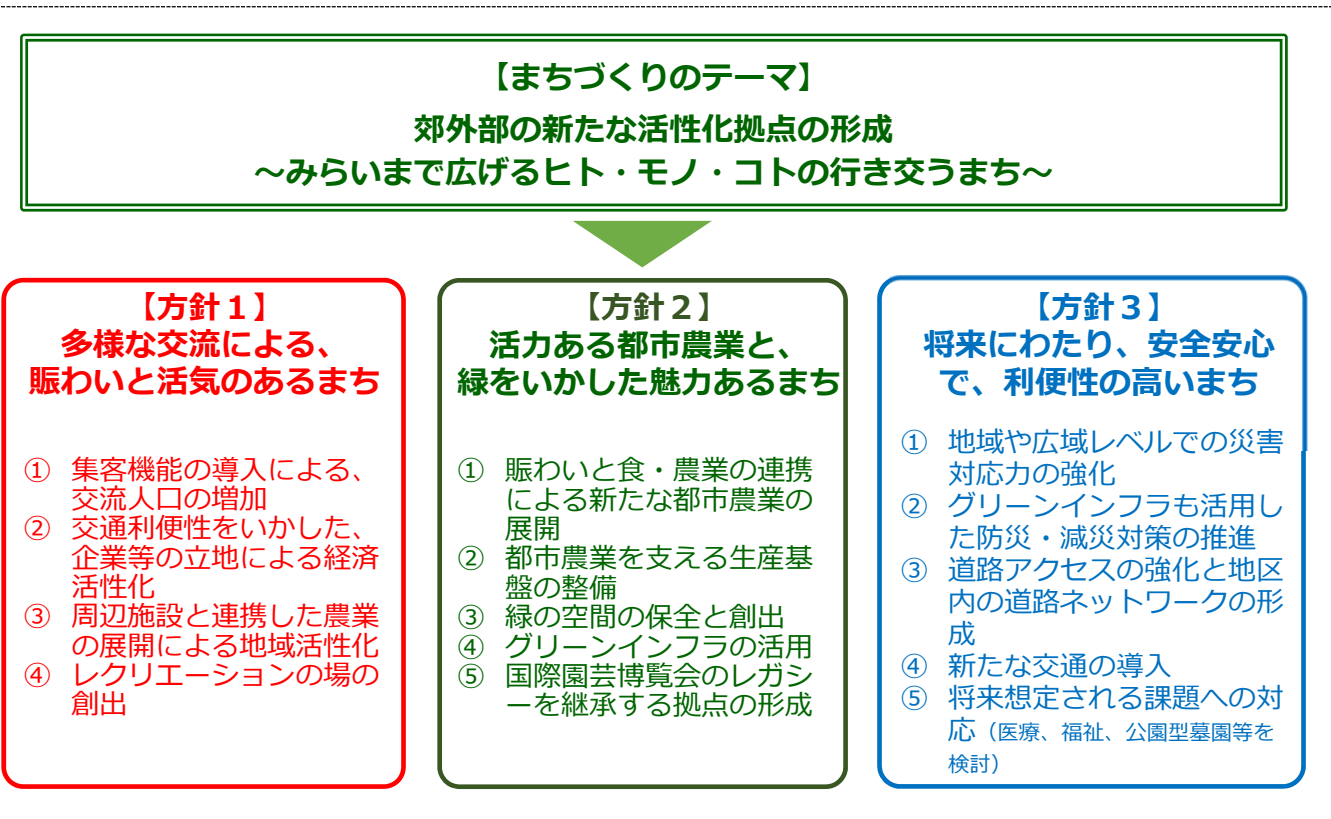 【まちづくりのテーマ】
郊外部の新たな活性化拠点の形成
～みらいまで広げるヒト・モノ・コトの行き交うまち～
【方針１】
多様な交流による、
賑わいと活気のあるまち
① 集客機能の導入による、
交流人口の増加
② 交通利便性をいかした、
企業等の立地による経済
活性化
③ 周辺施設と連携した農業
の展開による地域活性化
④ レクリエーションの場の
創出
【方針２】
活力ある都市農業と、
緑をいかした魅力あるまち
① 賑わいと食・農業の連携
による新たな都市農業の
展開
② 都市農業を支える生産基
盤の整備
③ 緑の空間の保全と創出
④ グリーンインフラの活用
⑤ 国際園芸博覧会のレガシ
ーを継承する拠点の形成
【方針３】
将来にわたり、安全安心
で、利便性の高いまち
① 地域や広域レベルでの災害
対応力の強化
② グリーンインフラも活用し
た防災・減災対策の推進
③ 道路アクセスの強化と地区
内の道路ネットワークの形
成
④ 新たな交通の導入
⑤ 将来想定される課題への対
応（医療、福祉、公園型墓園等を
検討）